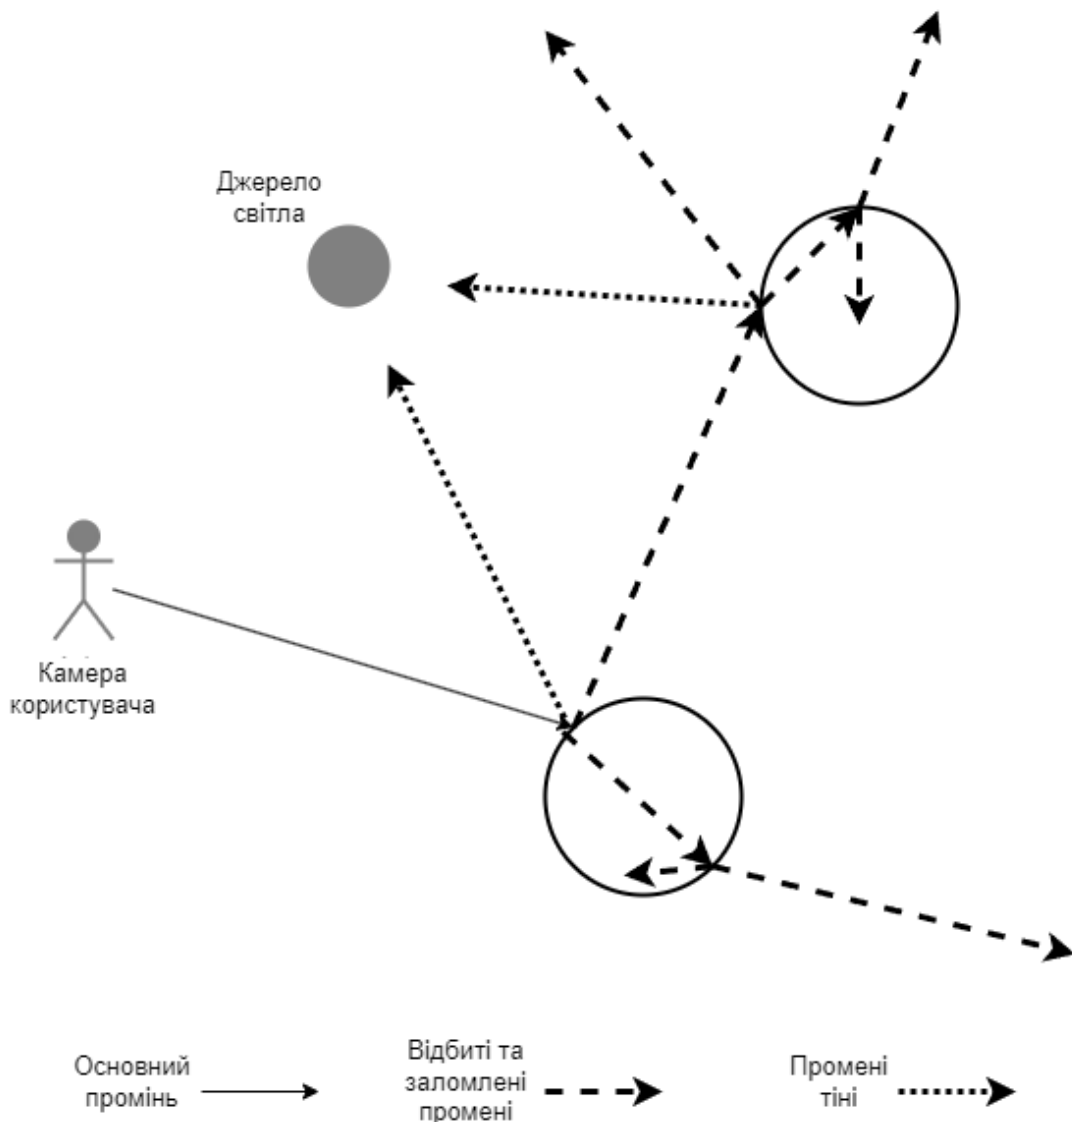 Джерело
світла
Камера
користувача
Основний
промінь
Відбиті та
заломлені
промені
Промені
тіні